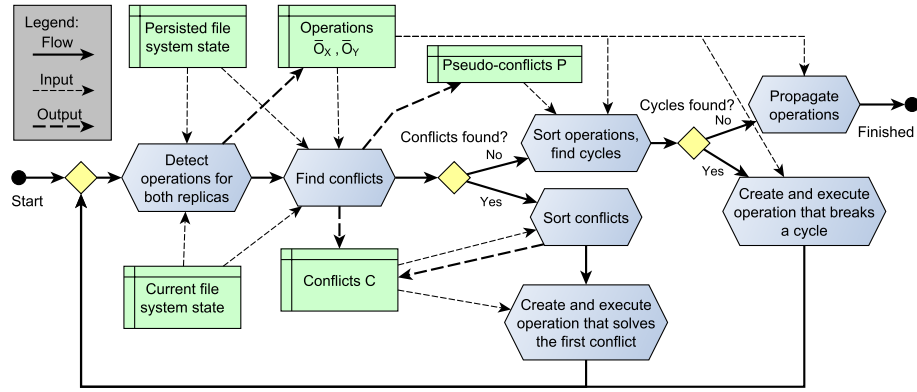 Legend:
Flow
Input
Output
Persisted file
system state
Operations
O̅X , O̅Y
Pseudo-conflicts P
Start
Detect
operations for
both replicas
Find conflicts
Conflicts found?
No
Yes
Sort operations,
find cycles
Cycles found?
No
Yes
Propagate
operations
Finished
Create and execute
operation that breaks
a cycle
Sort conflicts
Current file
system state
Conflicts C
Create and execute
operation that solves
the first conflict